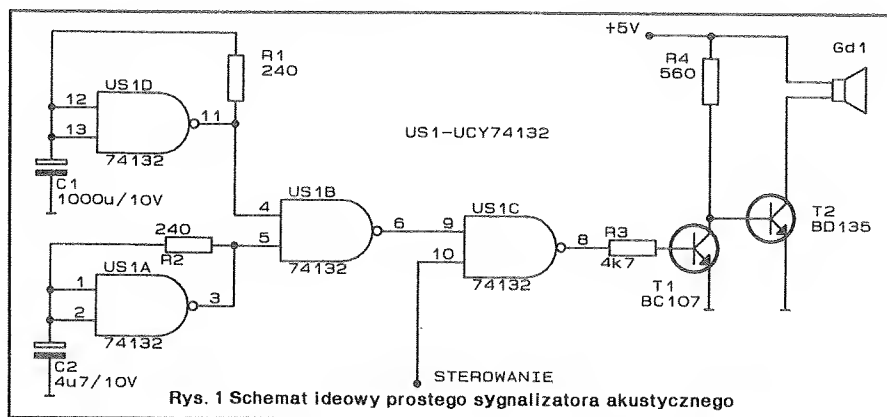 +5V
R1
240
R4
560
Gd1
US1D
12
13
11
74132
C1
1000u/10V
US1-UCY74132
US1B
4
5
6
74132
US1C
9
10
8
74132
R3
4k7
T1
BC107
T2
BD135
240
R2
US1A
1
2
3
74132
C2
4u7/10V
STEROWANIE
Rys. 1 Schemat ideowy prostego sygnalizatora akustycznego